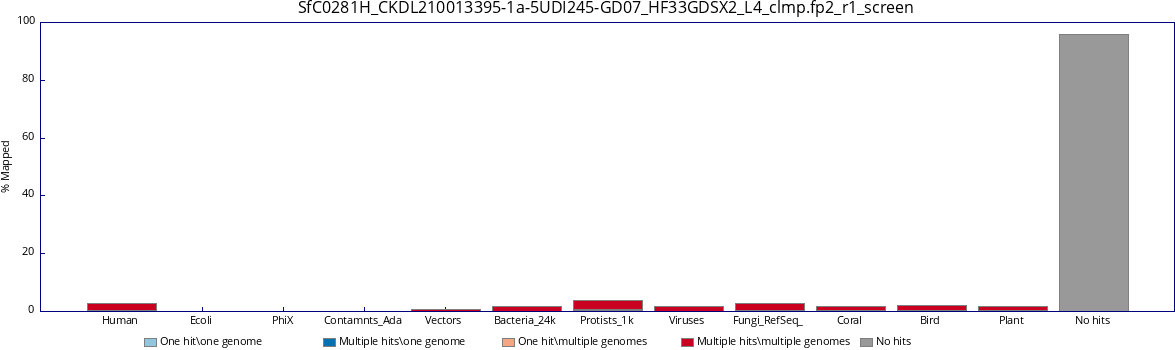 SfC0281H_CKDL210013395-1a-5UDI245-GD07_HF33GDSX2_L4_clmp.fp2_r1_screen
100
80
60
40
20
0
% Mapped
Human Ecoli PhiX Contamnts_Ada Vectors Bacteria_24k Protists_1k Viruses Fungi_RefSeq_ Coral Bird Plant No hits
One hit\one genome Multiple hits\one genome One hit\multiple genomes Multiple hits\multiple genomes No hits